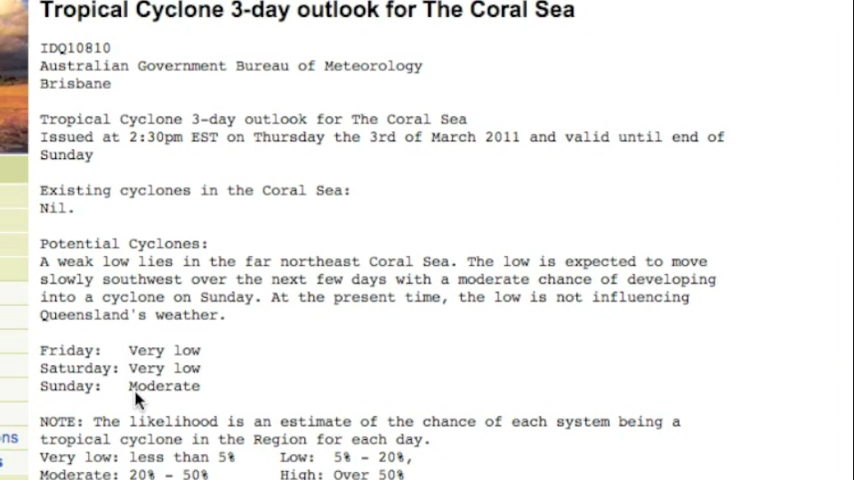 Tropical Cyclone 3-day outlook for The Coral Sea
IDQ10810
Australian Government Bureau of Meteorology
Brisbane
Tropical Cyclone 3-day outlook for The Coral Sea
Issued at 2:30pm EST on Thursday the 3rd of March 2011 and valid until end of
Sunday
Existing cyclones in the Coral Sea:
Nil.
Potential Cyclones:
A weak low lies in the far northeast Coral Sea. The low is expected to move
slowly southwest over the next few days with a moderate chance of developing
into a cyclone on Sunday. At the present time, the low is not influencing
Queensland's weather.
Friday: Very low
Saturday: Very low
Sunday: Moderate
NOTE: The likelihood is an estimate of the chance of each system being a
tropical cyclone in the Region for each day.
Very low: less than 5% Low: 5% - 20%,
Moderate: 20% - 50% High: Over 50%